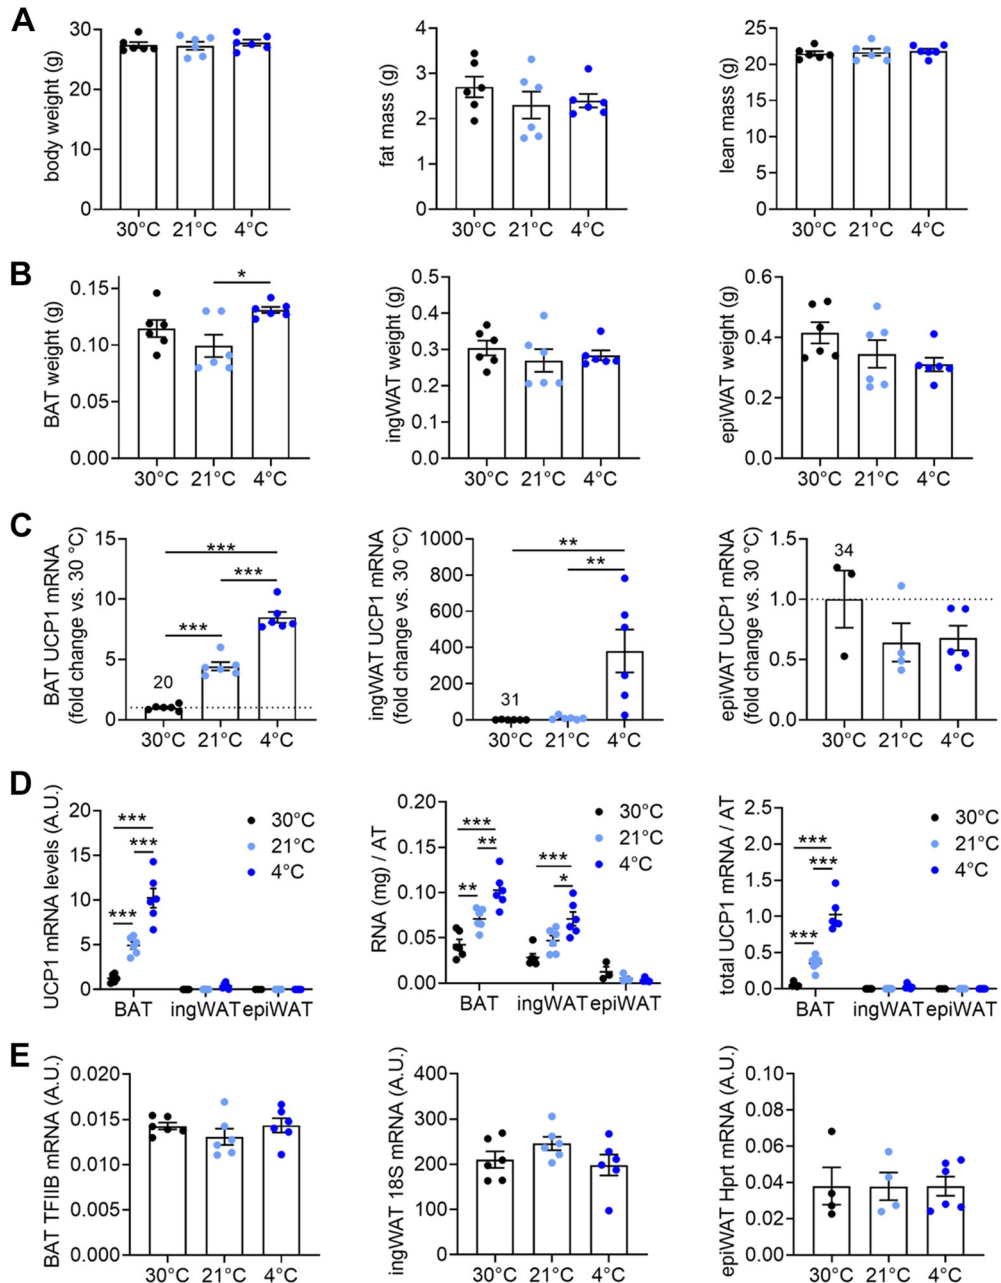 A
body weight (g)
30
20
10
0
30°C 21°C 4°C
fat mass (g)
4
3
2
1
0
30°C 21°C 4°C
lean mass (g)
25
20
15
10
5
0
30°C 21°C 4°C
B
BAT weight (g)
0.15
0.10
0.05
0.00
*
30°C 21°C 4°C
ingWAT weight (g)
0.5
0.4
0.3
0.2
0.1
0.0
30°C 21°C 4°C
epiWAT weight (g)
0.6
0.4
0.2
0.0
30°C 21°C 4°C
C
BAT UCP1 mRNA
(fold change vs. 30 °C)
15
10
5
0
***
***
***
20
30°C 21°C 4°C
ingWAT UCP1 mRNA
(fold change vs. 30 °C)
1000
800
600
400
200
0
**
**
31
30°C 21°C 4°C
epiWAT UCP1 mRNA
(fold change vs. 30 °C)
1.5
1.0
0.5
0.0
34
30°C 21°C 4°C
D
UCP1 mRNA levels (A.U.)
20
15
10
5
0
***
***
***
30°C
21°C
4°C
BAT ingWAT epiWAT
RNA (mg) / AT
0.20
0.15
0.10
0.05
0.00
***
**
**
***
*
30°C
21°C
4°C
BAT ingWAT epiWAT
total UCP1 mRNA / AT
2.5
2.0
1.5
1.0
0.5
0.0
***
***
***
30°C
21°C
4°C
BAT ingWAT epiWAT
E
BAT TFIIB mRNA (A.U.)
0.020
0.015
0.010
0.005
0.000
30°C 21°C 4°C
ingWAT 18S mRNA (A.U.)
400
300
200
100
0
30°C 21°C 4°C
epiWAT Hprt mRNA (A.U.)
0.10
0.08
0.06
0.04
0.02
0.00
30°C 21°C 4°C